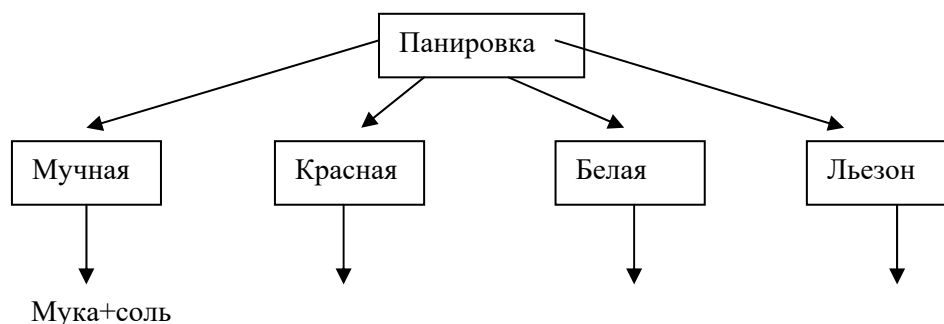 Панировка
Мучная
Красная
Белая
Льезон
Мука+соль